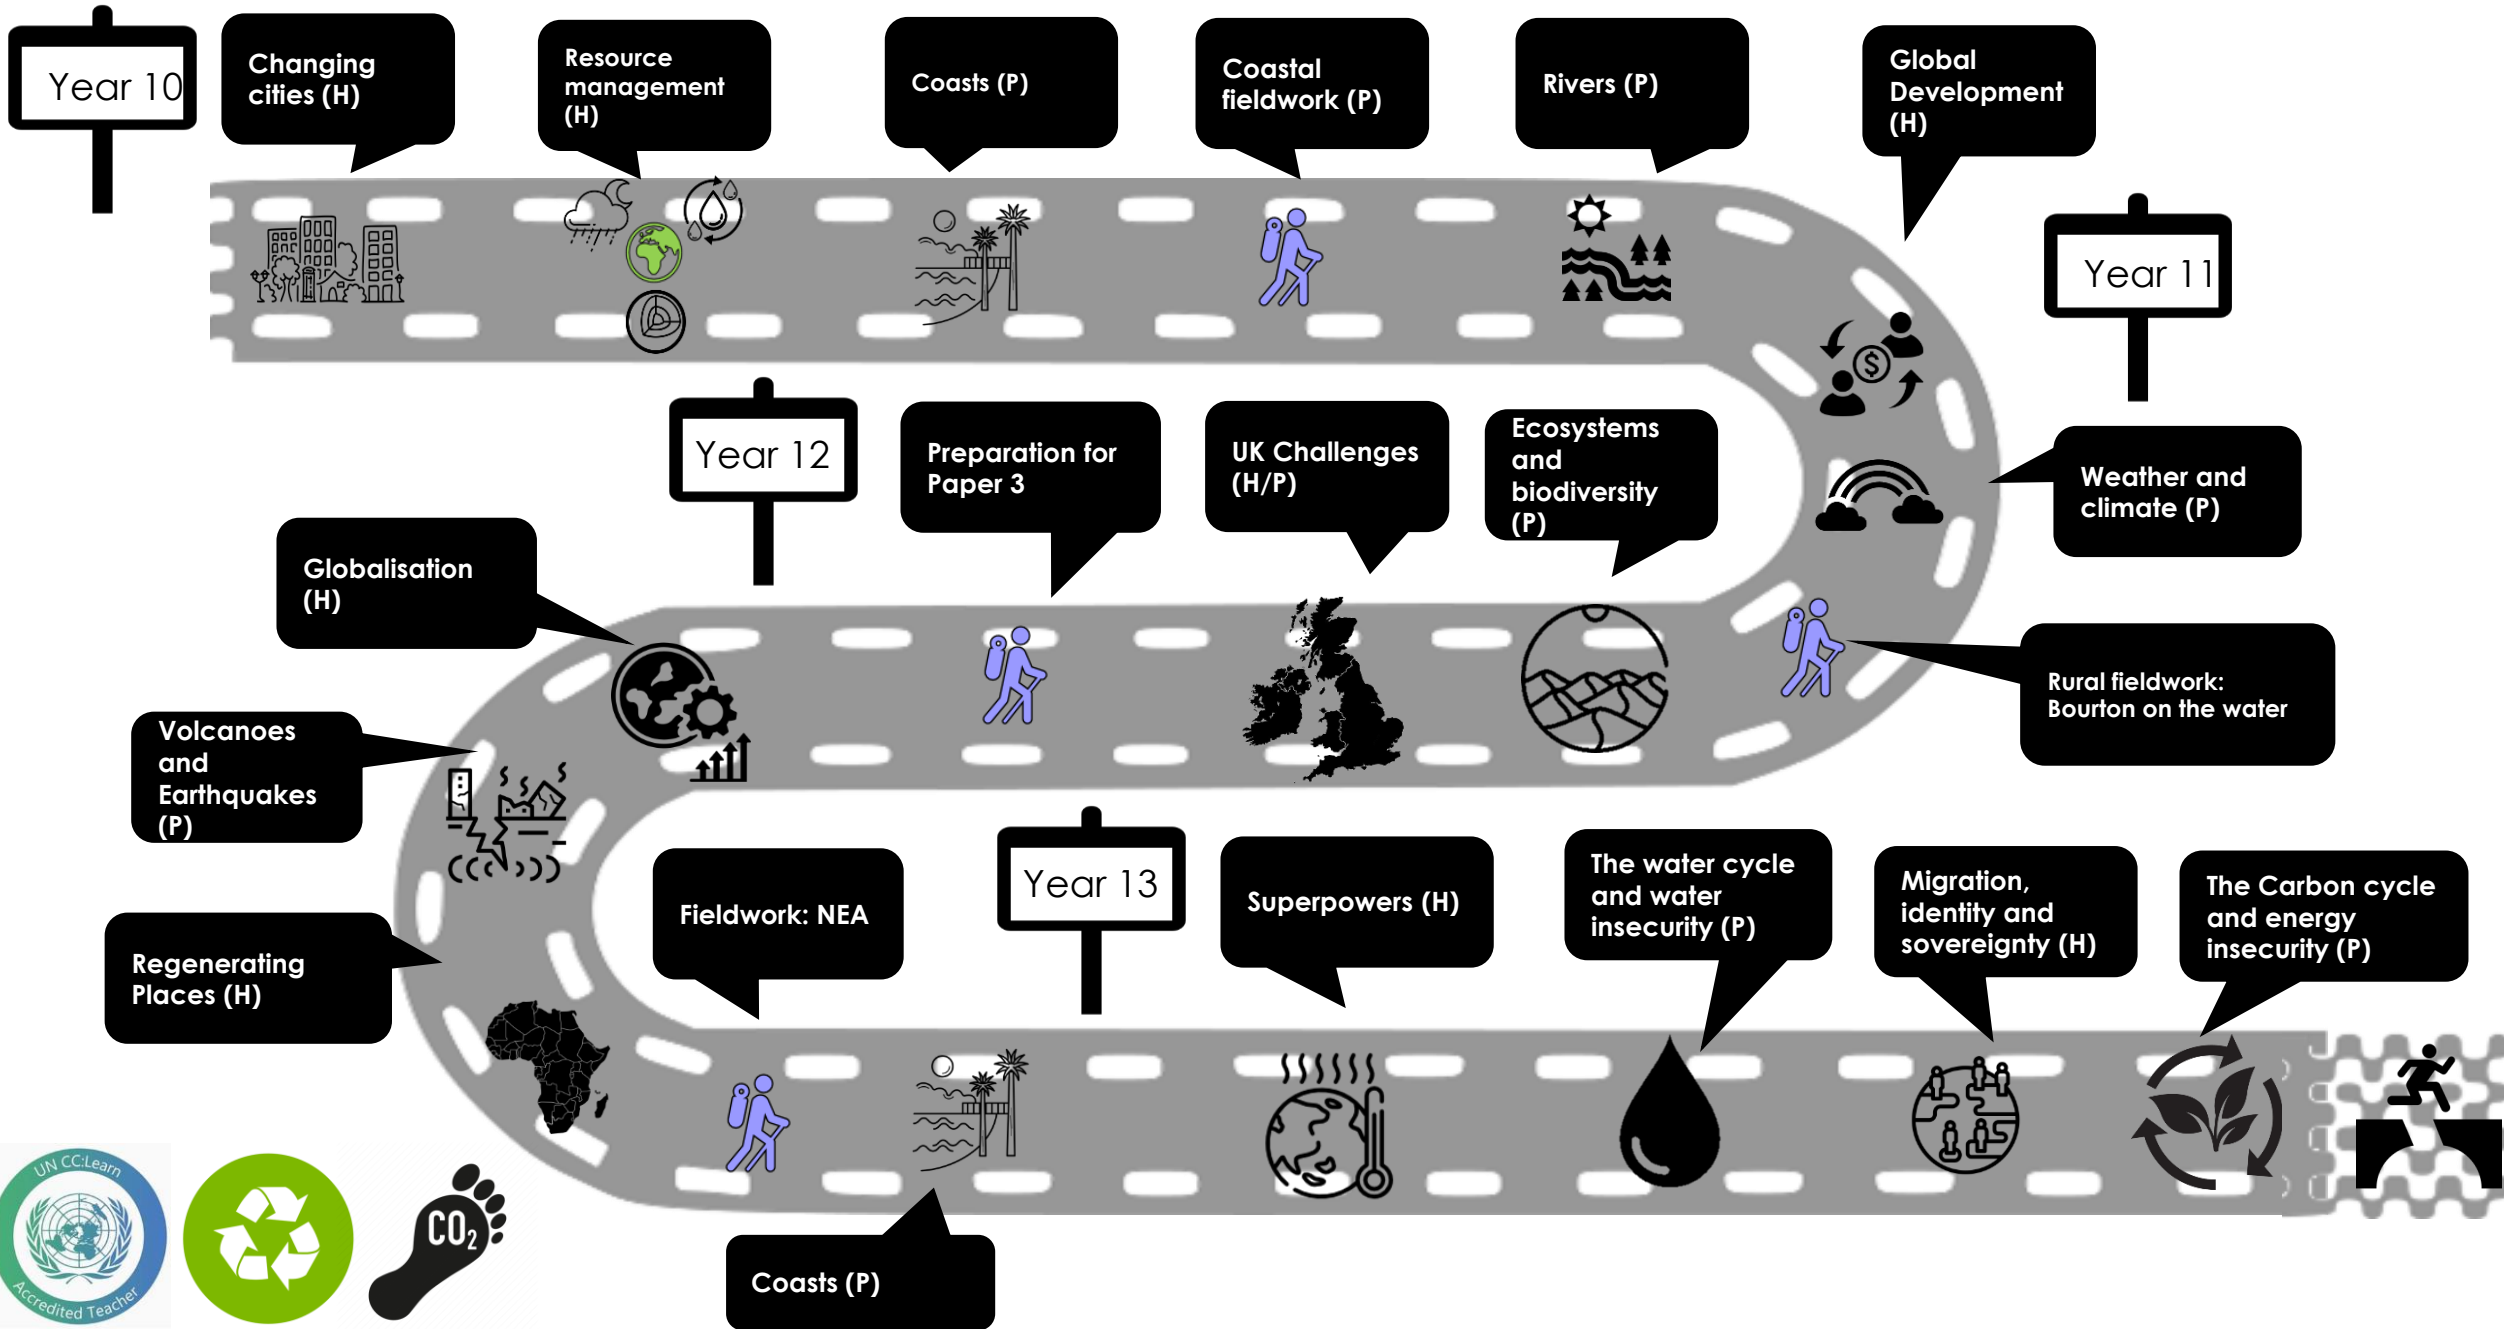 Year 10
Changing
cities (H)
Resource
management
(H)
Coasts (P)
Coastal
fieldwork (P)
Rivers (P)
Global
Development
(H)
Year 11
Weather and
climate (P)
Rural fieldwork:
Bourton on the water
Ecosystems
and
biodiversity
(P)
UK Challenges
(H/P)
Preparation for
Paper 3
Year 12
Globalisation
(H)
Volcanoes
and
Earthquakes
(P)
Regenerating
Places (H)
Fieldwork: NEA
Coasts (P)
Year 13
Superpowers (H)
The water cycle
and water
insecurity (P)
Migration,
identity and
sovereignty (H)
The Carbon cycle
and energy
insecurity (P)
$
UN CC:Learn
Accredited Teacher
CO2